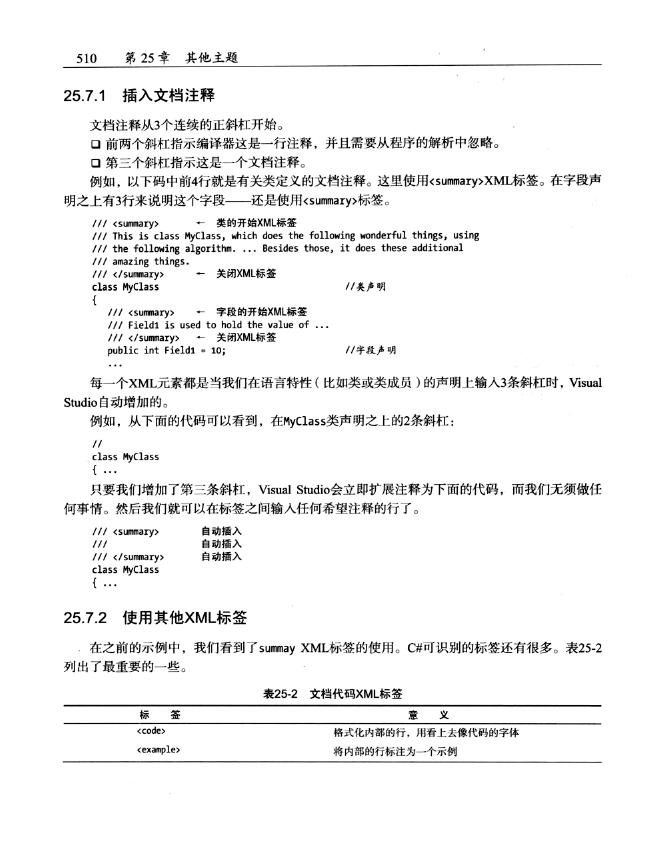 510 第25章 其他主题
25.7.1 插入文档注释
文档注释从3个连续的正斜杠开始。
❑ 前两个斜杠指示编译器这是一行注释，并且需要从程序的解析中忽略。
❑ 第三个斜杠指示这是一个文档注释。
例如，以下码中前4行就是有关类定义的文档注释。这里使用<summary>XML标签。在字段声
明之上有3行来说明这个字段——还是使用<summary>标签。
/// <summary> ← 类的开始XML标签
/// This is class MyClass, which does the following wonderful things, using
/// the following algorithm. ... Besides those, it does these additional
/// amazing things.
/// </summary> ← 关闭XML标签
class MyClass //类声明
{
/// <summary> ← 字段的开始XML标签
/// Field1 is used to hold the value of ...
/// </summary> ← 关闭XML标签
public int Field1 = 10; //字段声明
...
每一个XML元素都是当我们在语言特性（比如类或类成员）的声明上输入3条斜杠时，Visual
Studio自动增加的。
例如，从下面的代码可以看到，在MyClass类声明之上的2条斜杠：
//
class MyClass
{ ...
只要我们增加了第三条斜杠，Visual Studio会立即扩展注释为下面的代码，而我们无须做任
何事情。然后我们就可以在标签之间输入任何希望注释的行了。
/// <summary> 自动插入
/// 自动插入
/// </summary> 自动插入
class MyClass
{ ...
25.7.2 使用其他XML标签
在之前的示例中，我们看到了summay XML标签的使用。C#可识别的标签还有很多。表25-2
列出了最重要的一些。
表25-2 文档代码XML标签
标 签 意 义
<code> 格式化内部的行，用看上去像代码的字体
<example> 将内部的行标注为一个示例